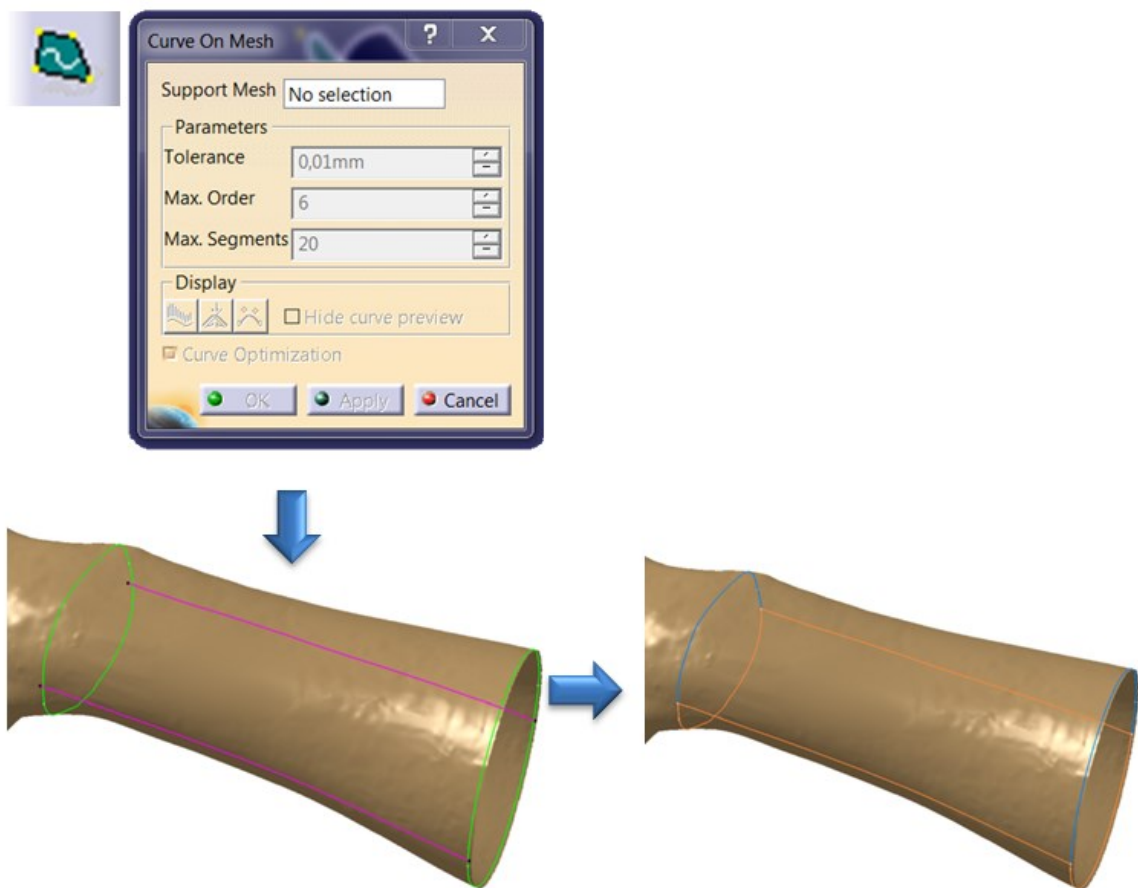 Curve On Mesh ? X
Support Mesh No selection
Parameters
Tolerance 0,01mm
Max. Order 6
Max. Segments 20
Display
Hide curve preview
Curve Optimization
OK Apply Cancel